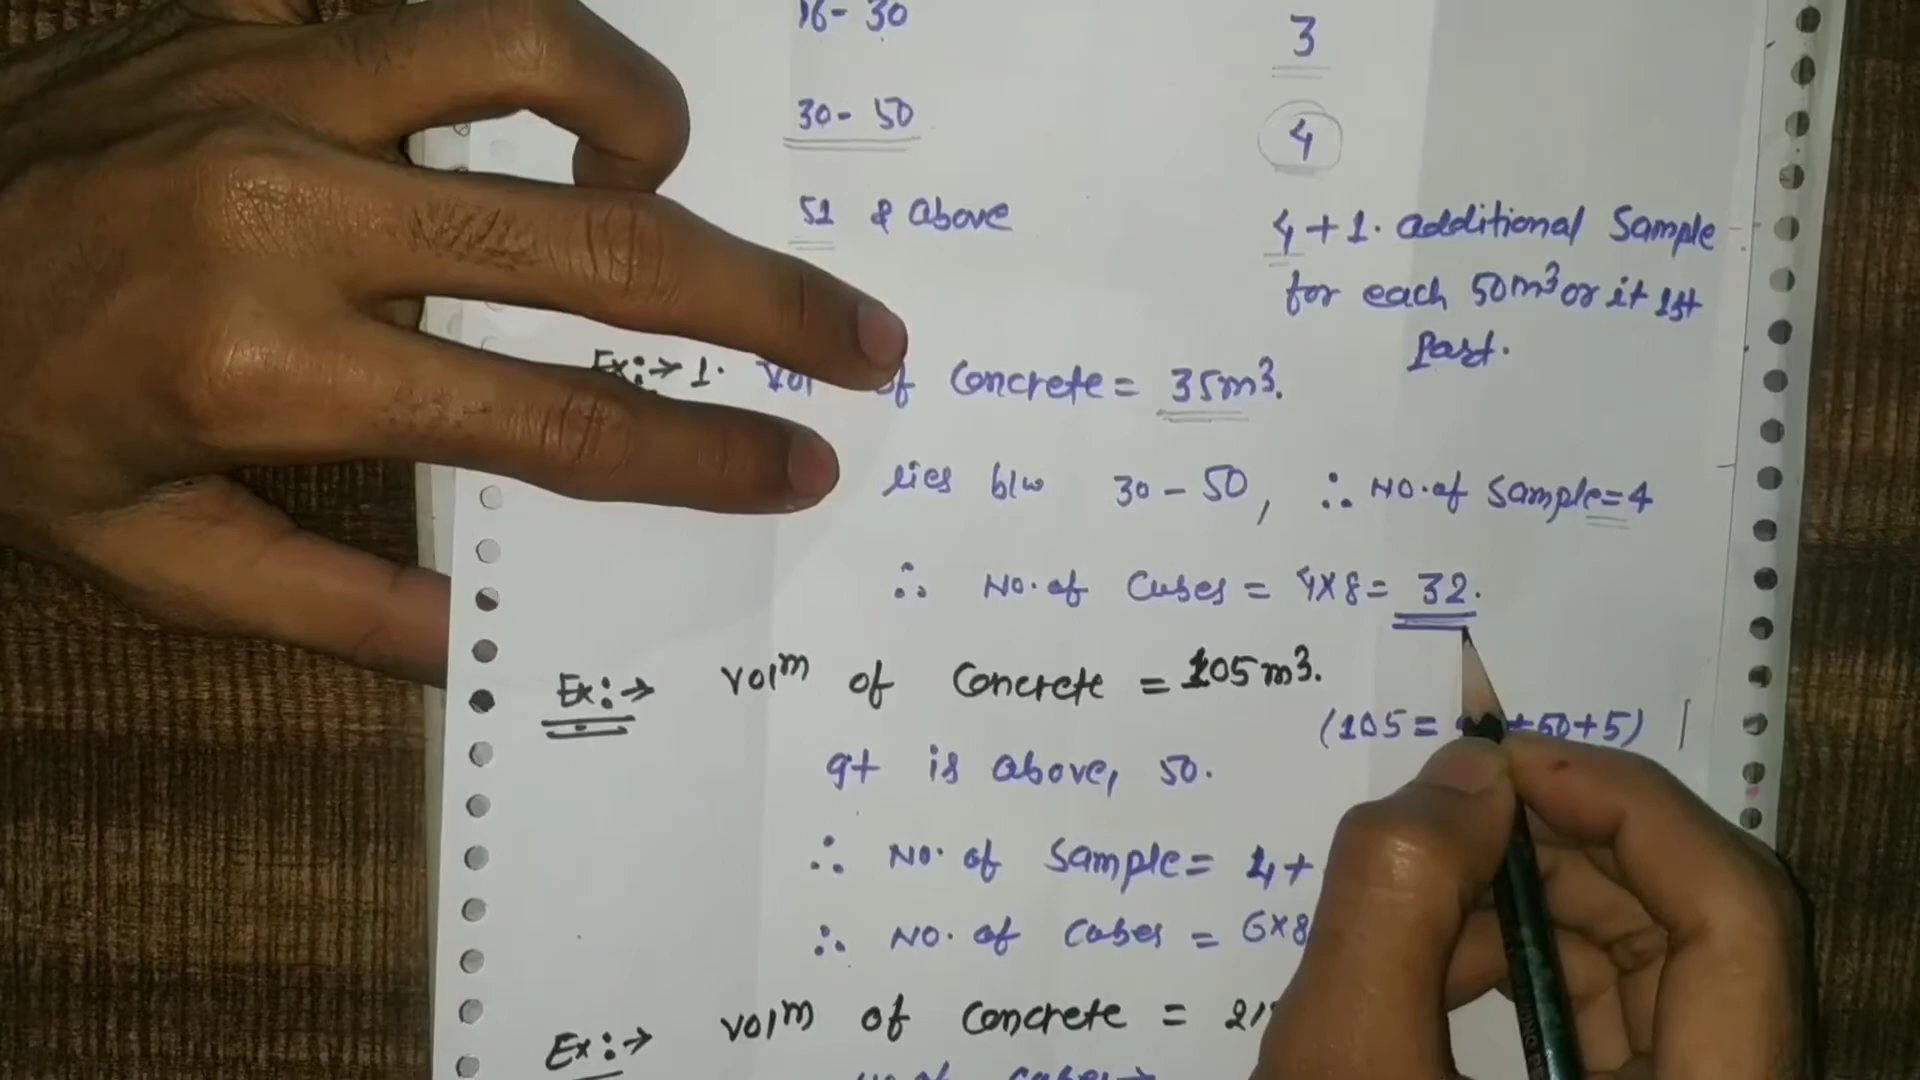 16- 30 3
30- 50 4
51 & above 4+1. additional Sample
for each 50m³ or it 1st
Part.
Ex:→ 1. Vol of Concrete = 35m³.
lies b/w 30-50, ∴ No. of Sample=4
∴ No. of Cubes = 4×8= 32.
Ex:→ volᵐ of Concrete = 105m³.
(105= +50+5)
It is above, 50.
∴ No. of Sample= 4+
∴ No. of Cubes = 6×8
Ex:→ volᵐ of Concrete =